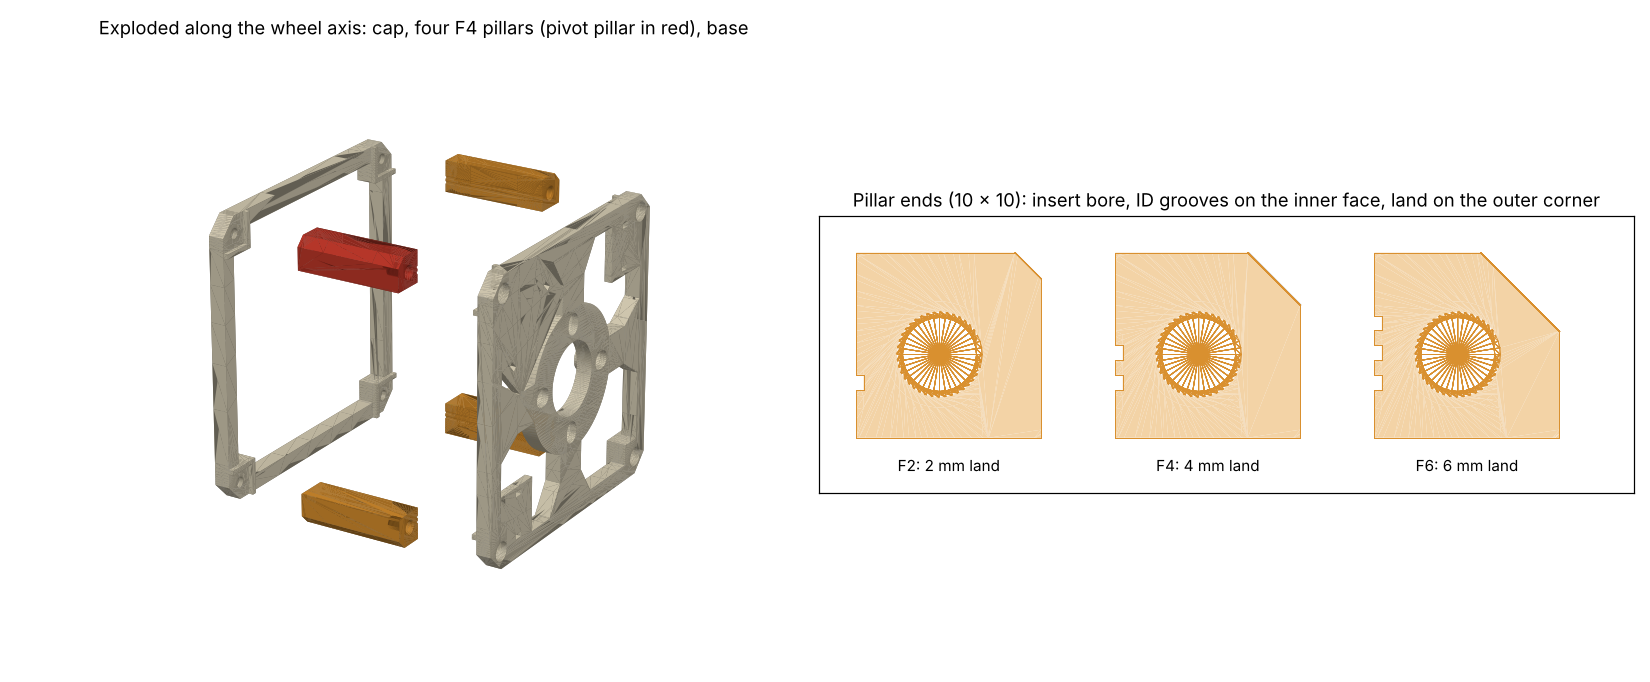 Exploded along the wheel axis: cap, four F4 pillars (pivot pillar in red), base
Pillar ends (10 × 10): insert bore, ID grooves on the inner face, land on the outer corner
F2: 2 mm land
F4: 4 mm land
F6: 6 mm land